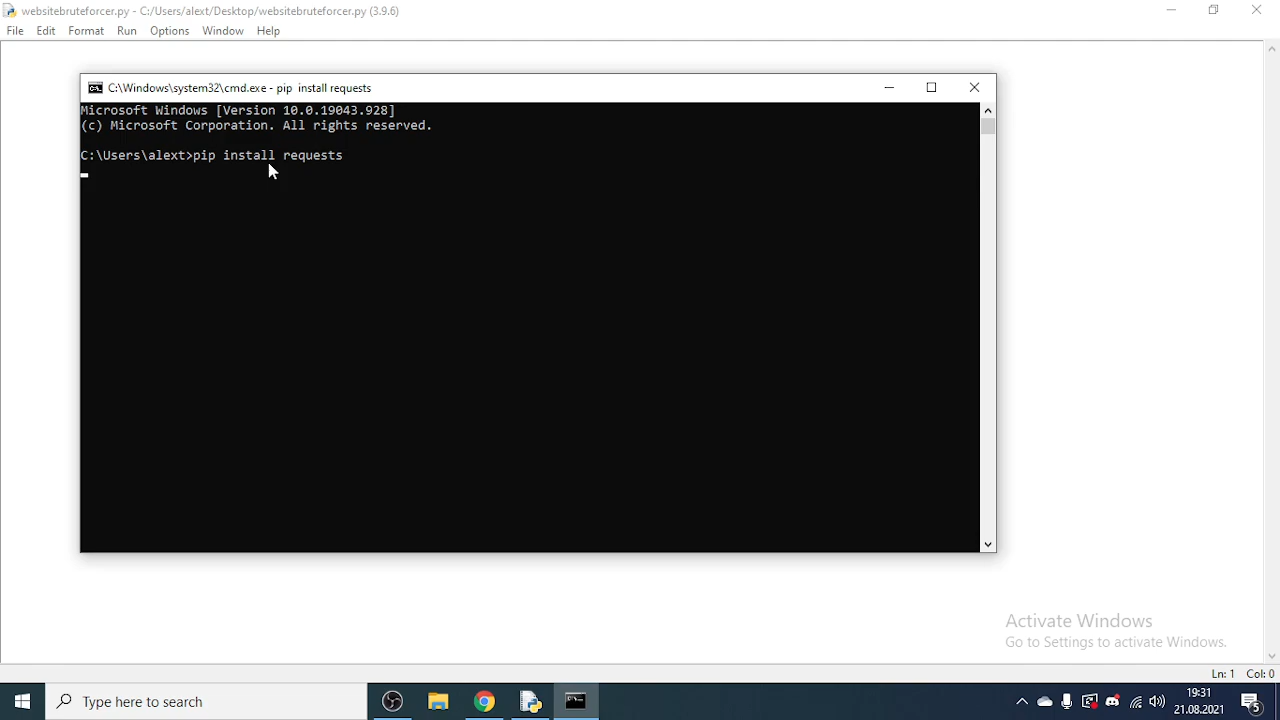 websitebruteforcer.py - C:/Users/alext/Desktop/websitebruteforcer.py (3.9.6)
File Edit Format Run Options Window Help
C:\Windows\system32\cmd.exe - pip install requests
Microsoft Windows [Version 10.0.19043.928]
(c) Microsoft Corporation. All rights reserved.
C:\Users\alext>pip install requests
Activate Windows
Go to Settings to activate Windows.
Ln: 1 Col: 0
Type here to search
19:31
21.08.2021
5